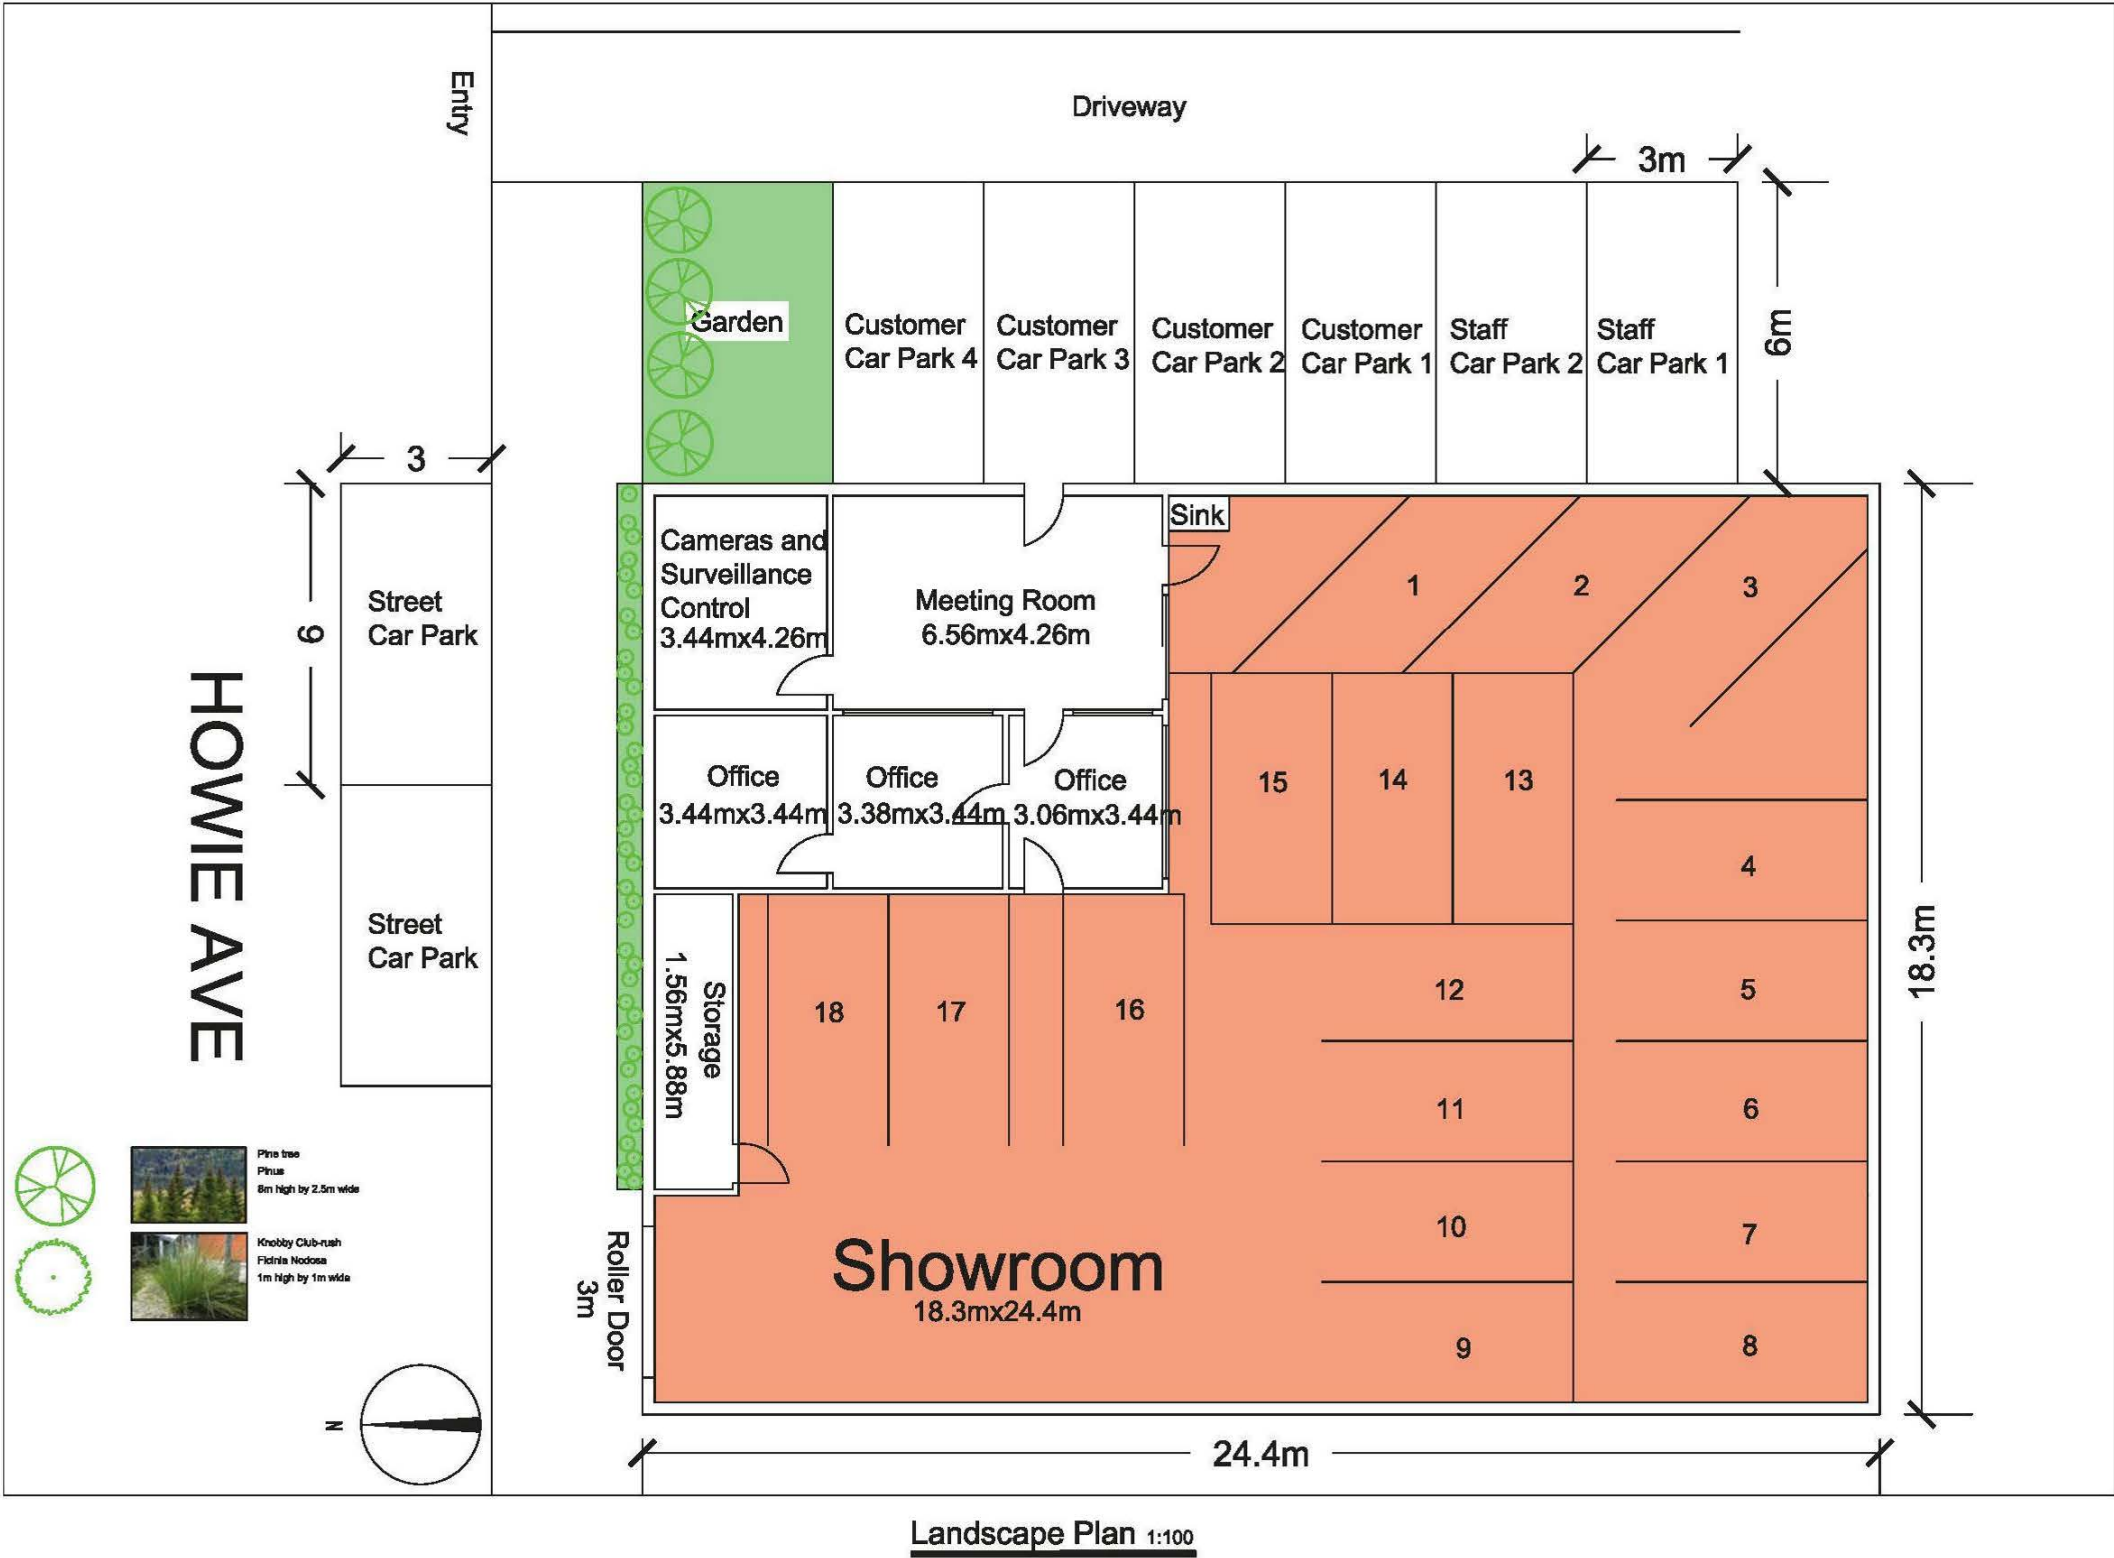 Entry
Driveway
3m
6m
Garden
Customer
Car Park 4
Customer
Car Park 3
Customer
Car Park 2
Customer
Car Park 1
Staff
Car Park 2
Staff
Car Park 1
3
6
Street
Car Park
Street
Car Park
HOWIE AVE
Cameras and
Surveillance
Control
3.44mx4.26m
Meeting Room
6.56mx4.26m
Sink
1
2
3
Office
3.44mx3.44m
Office
3.38mx3.44m
Office
3.06mx3.44m
15
14
13
4
5
6
7
8
12
11
10
9
18
17
16
Storage
1.56mx5.88m
18.3m
Showroom
18.3mx24.4m
Roller Door
3m
Pine tree
Pinus
8m high by 2.5m wide
Knobby Club-rush
Ficinia Nodosa
1m high by 1m wide
N
24.4m
Landscape Plan 1:100